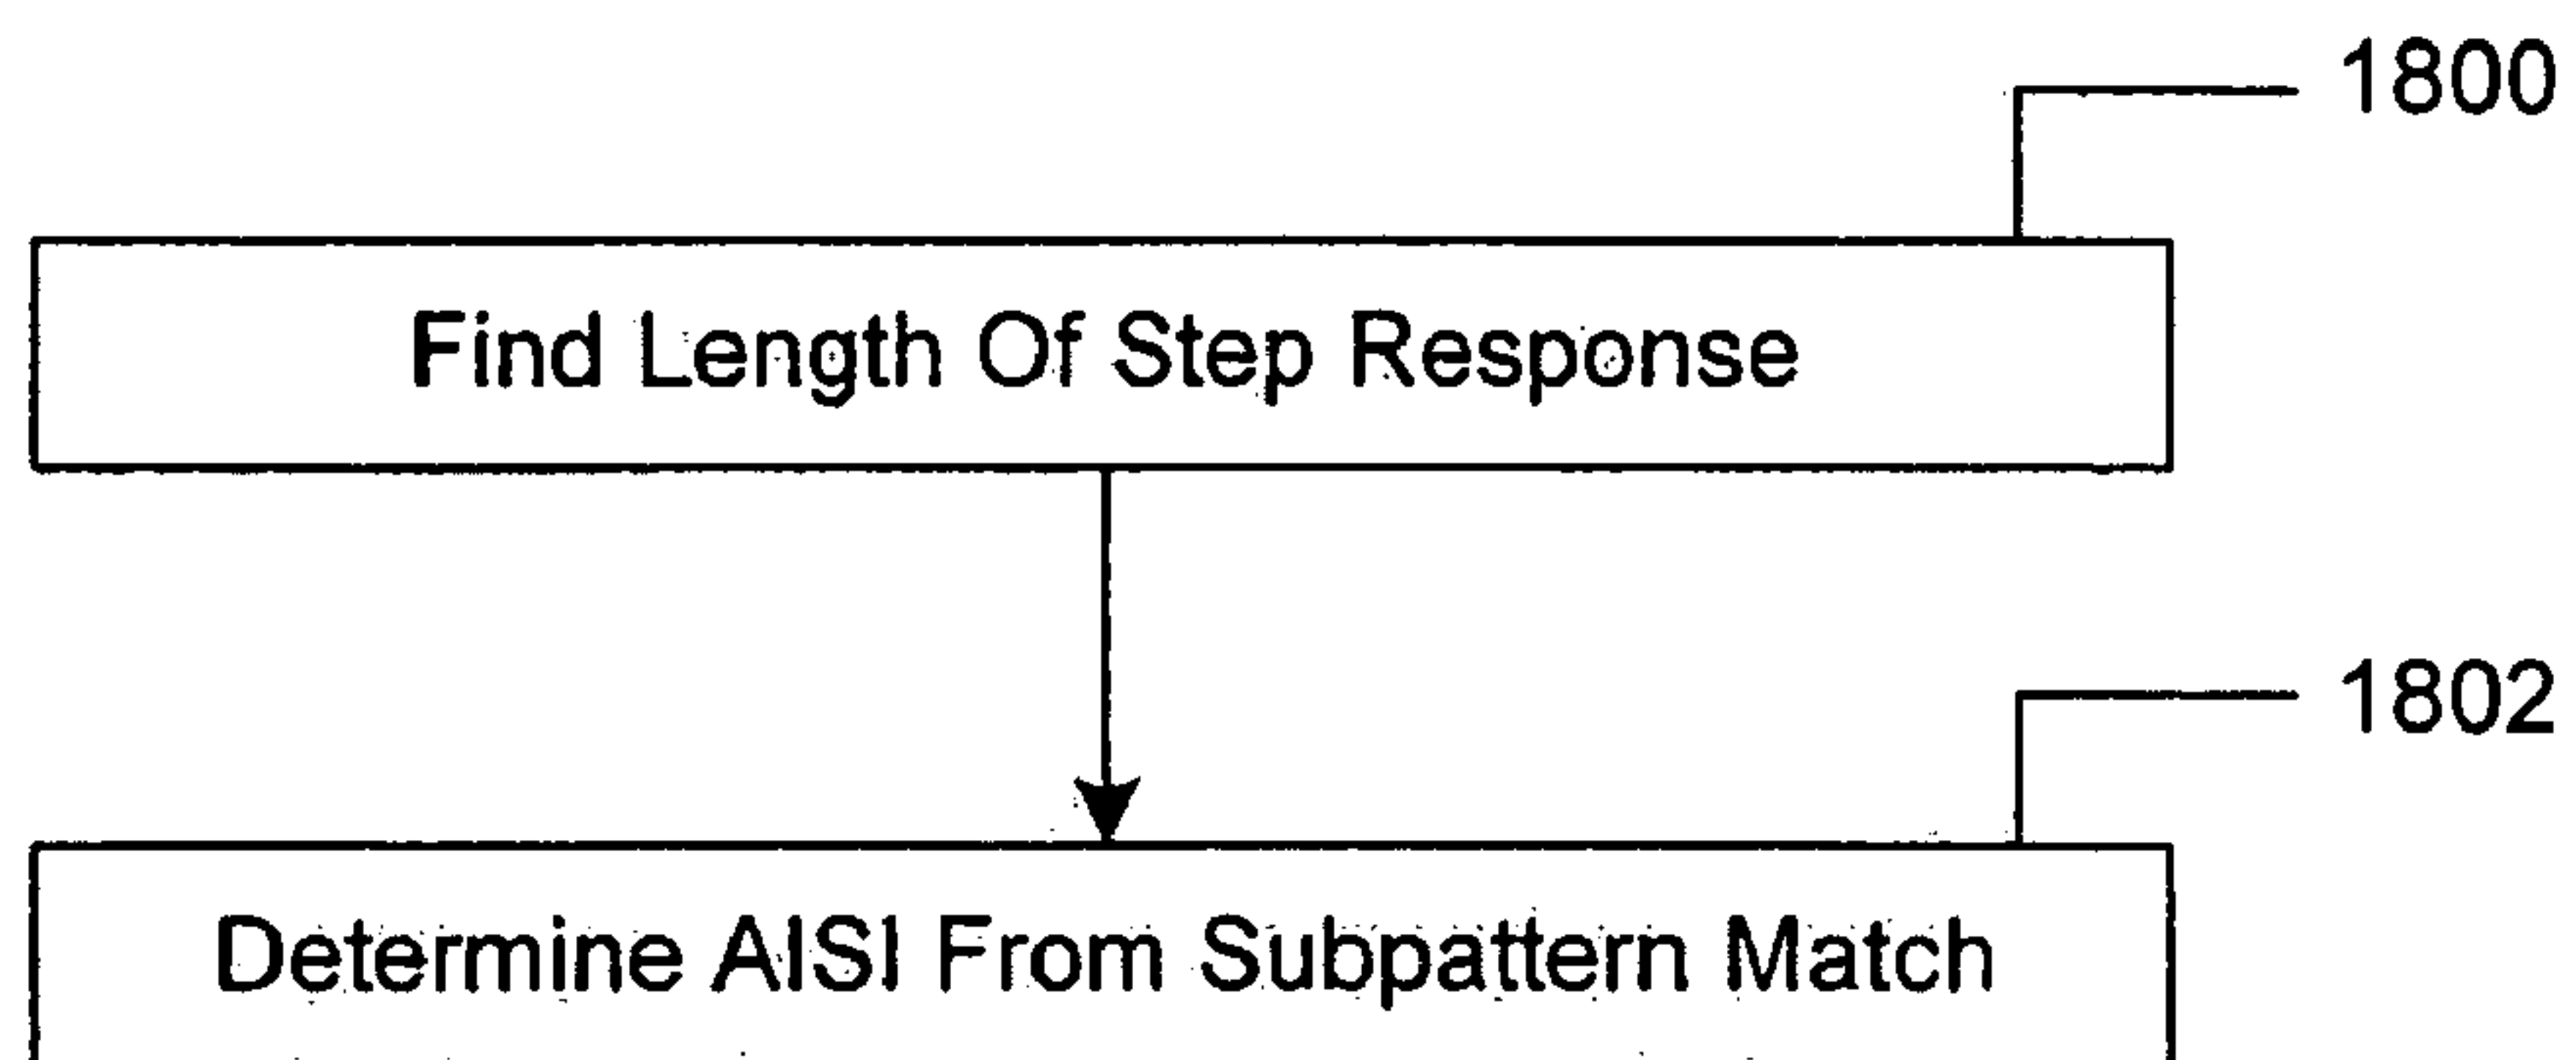 1800
Find Length Of Step Response
1802
Determine AISI From Subpattern Match